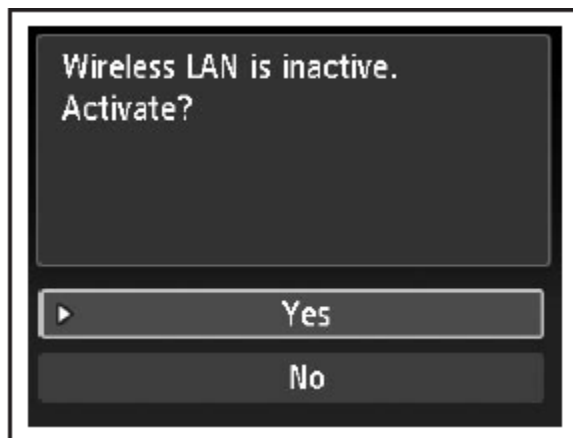 Wireless LAN is inactive.
Activate?
Yes
No